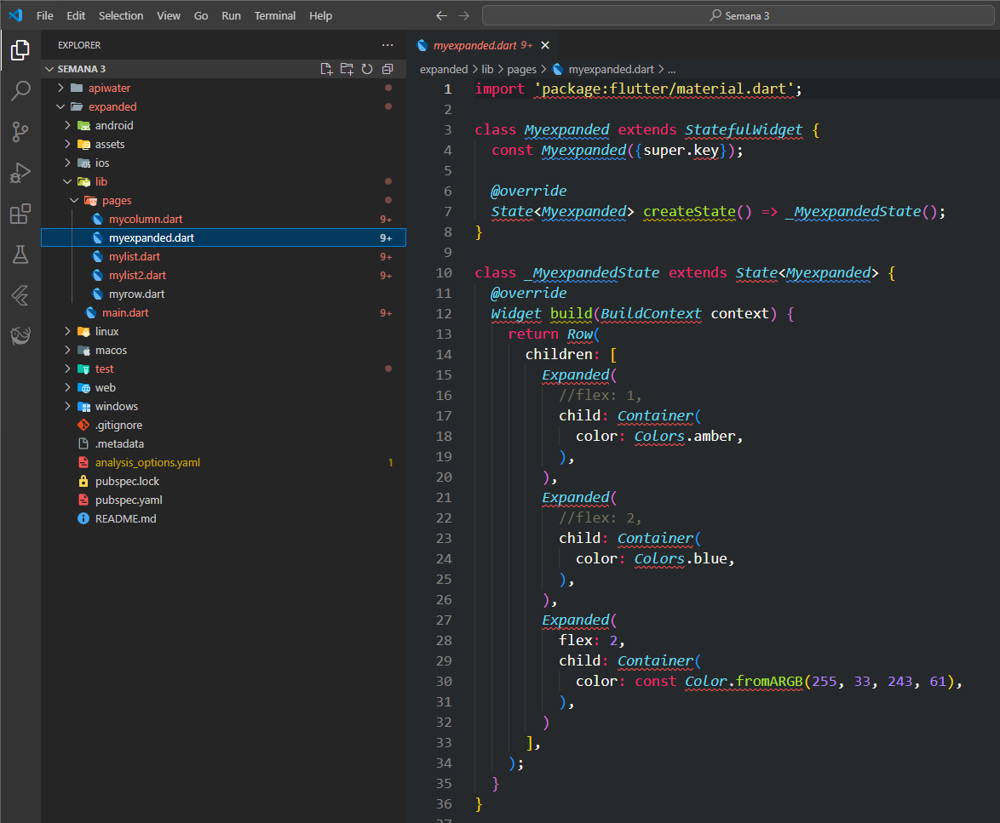 File Edit Selection View Go Run Terminal Help
Semana 3
EXPLORER
SEMANA 3
apiwater
expanded
android
assets
ios
lib
pages
mycolumn.dart 9+
myexpanded.dart 9+
mylist.dart 9+
mylist2.dart 9+
myrow.dart
main.dart 9+
linux
macos
test
web
windows
.gitignore
.metadata
analysis_options.yaml 1
pubspec.lock
pubspec.yaml
README.md
myexpanded.dart 9+
expanded > lib > pages > myexpanded.dart > ...
1 import 'package:flutter/material.dart';
2
3 class Myexpanded extends StatefulWidget {
4   const Myexpanded({super.key});
5
6   @override
7   State<Myexpanded> createState() => _MyexpandedState();
8 }
9
10 class _MyexpandedState extends State<Myexpanded> {
11   @override
12   Widget build(BuildContext context) {
13     return Row(
14       children: [
15         Expanded(
16           //flex: 1,
17           child: Container(
18             color: Colors.amber,
19           ),
20         ),
21         Expanded(
22           //flex: 2,
23           child: Container(
24             color: Colors.blue,
25           ),
26         ),
27         Expanded(
28           flex: 2,
29           child: Container(
30             color: const Color.fromARGB(255, 33, 243, 61),
31           ),
32         )
33       ],
34     );
35   }
36 }
37